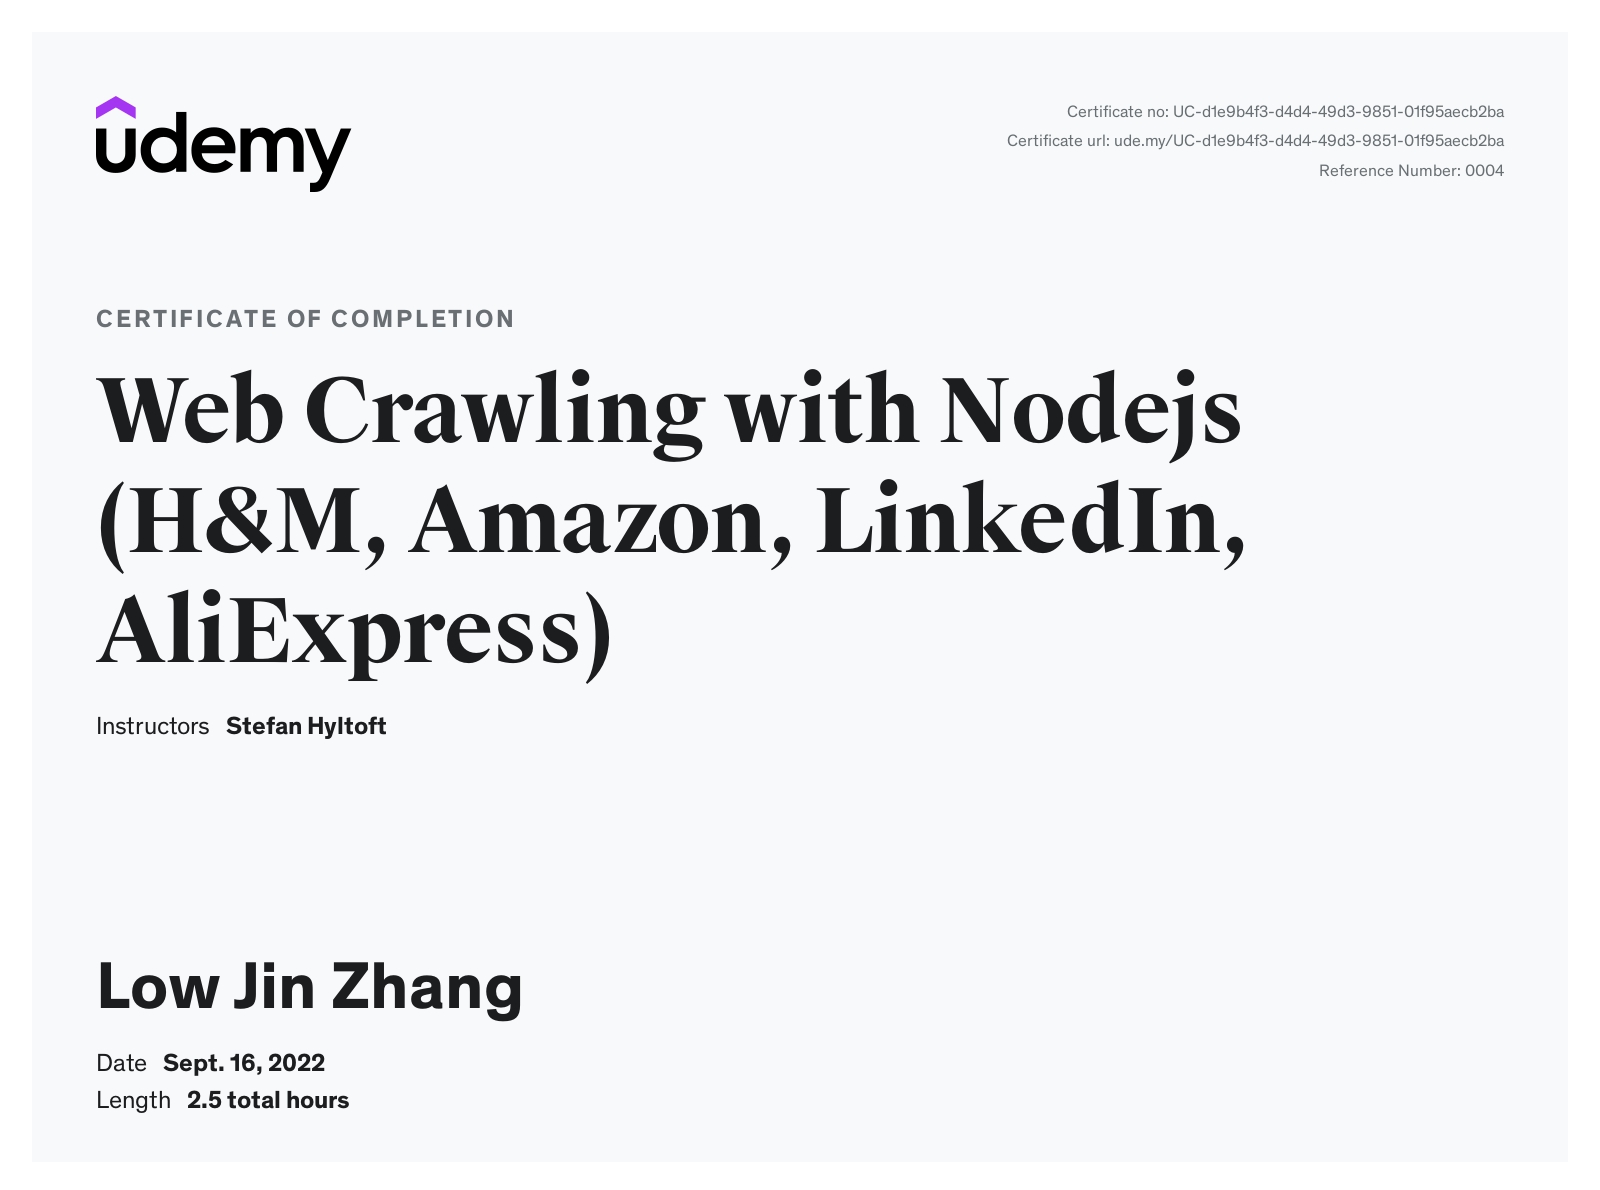 udemy
Certificate no: UC-d1e9b4f3-d4d4-49d3-9851-01f95aecb2ba
Certificate url: ude.my/UC-d1e9b4f3-d4d4-49d3-9851-01f95aecb2ba
Reference Number: 0004
CERTIFICATE OF COMPLETION
Web Crawling with Nodejs
(H&M, Amazon, LinkedIn,
AliExpress)
Instructors Stefan Hyltoft
Low Jin Zhang
Date Sept. 16, 2022
Length 2.5 total hours